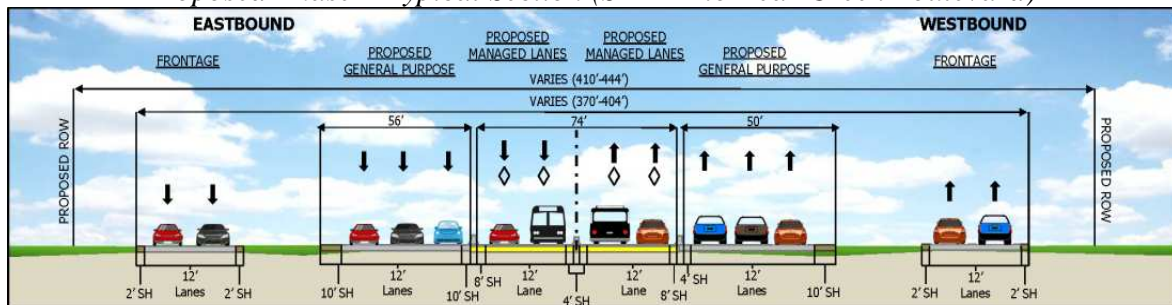 Typical Section
EASTBOUND
WESTBOUND
FRONTAGE
PROPOSED
GENERAL PURPOSE
PROPOSED
MANAGED LANES
PROPOSED
MANAGED LANES
PROPOSED
GENERAL PURPOSE
FRONTAGE
VARIES (410'-444')
VARIES (370'-404')
56'
74'
50'
PROPOSED ROW
PROPOSED ROW
2' SH
12'
Lanes
2' SH
10' SH
12'
Lanes
10' SH
8' SH
12'
Lane
4' SH
12'
Lane
8' SH
4' SH
12'
Lanes
10' SH
2' SH
12'
Lanes
2' SH